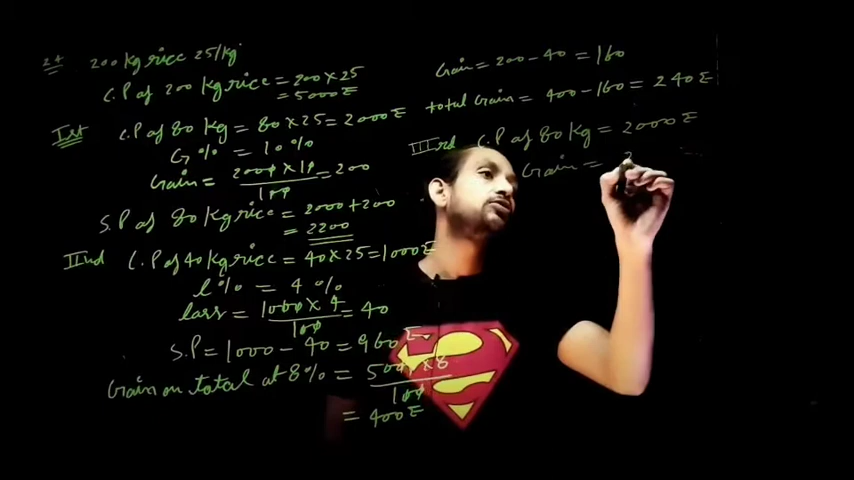 2+ 200 kg rice 25/kg
C.P of 200 kg rice = 200 × 25
= 5000 E
Ist C.P of 80 kg = 80 × 25 = 2000 E
G % = 10 %
Gain = 2000 × 10 / 100 = 200
S.P of 80 kg rice = 2000 + 200
= 2200
IInd C.P of 40 kg rice = 40 × 25 = 1000 E
l % = 4 %
lass = 1000 × 4 / 100 = 40
S.P = 1000 - 40 = 960 E
Gain on total at 8% = 5000 × 8 / 100
= 400 E
Gain = 200 - 40 = 160
total Gain = 400 - 160 = 240 E
IIIrd C.P of 80 kg = 2000 E
Gain = 2